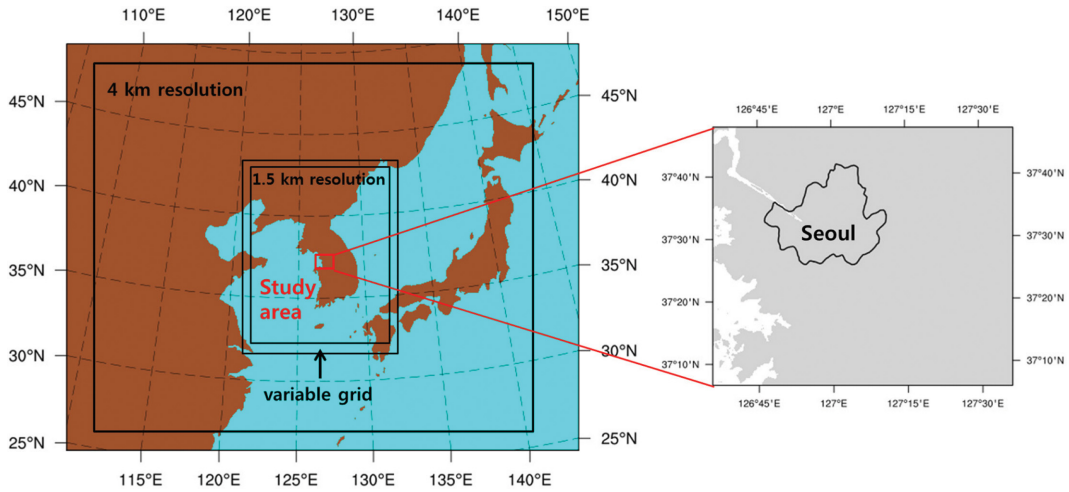 110°E 120°E 130°E 140°E 150°E
45°N
40°N
35°N
30°N
25°N
45°N
40°N
35°N
30°N
25°N
115°E 120°E 125°E 130°E 135°E 140°E
4 km resolution
1.5 km resolution
Study
area
variable grid
126°45'E 127°0'E 127°15'E 127°30'E
37°40'N
37°30'N
37°20'N
37°10'N
37°40'N
37°30'N
37°20'N
37°10'N
Seoul
126°45'E 127°0'E 127°15'E 127°30'E